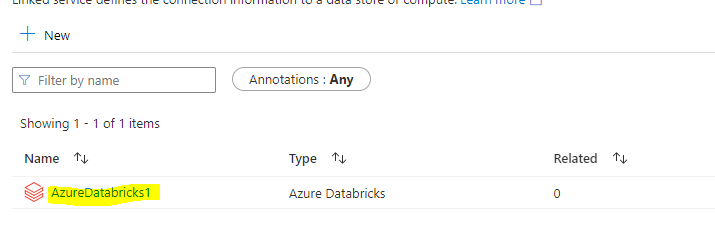 Linked service defines the connection information to a data store or compute. Learn more
New
Filter by name
Annotations : Any
Showing 1 - 1 of 1 items
Name Type Related
AzureDatabricks1 Azure Databricks 0